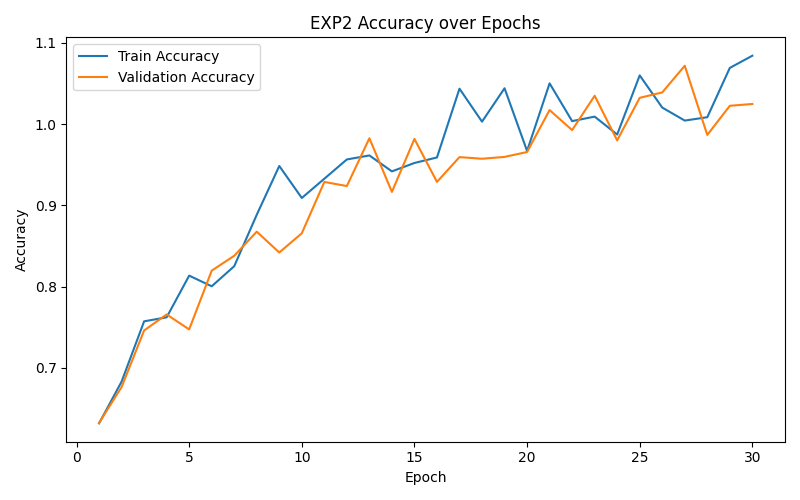 EXP2 Accuracy over Epochs
Train Accuracy
Validation Accuracy
1.1
1.0
0.9
0.8
0.7
Accuracy
0 5 10 15 20 25 30
Epoch